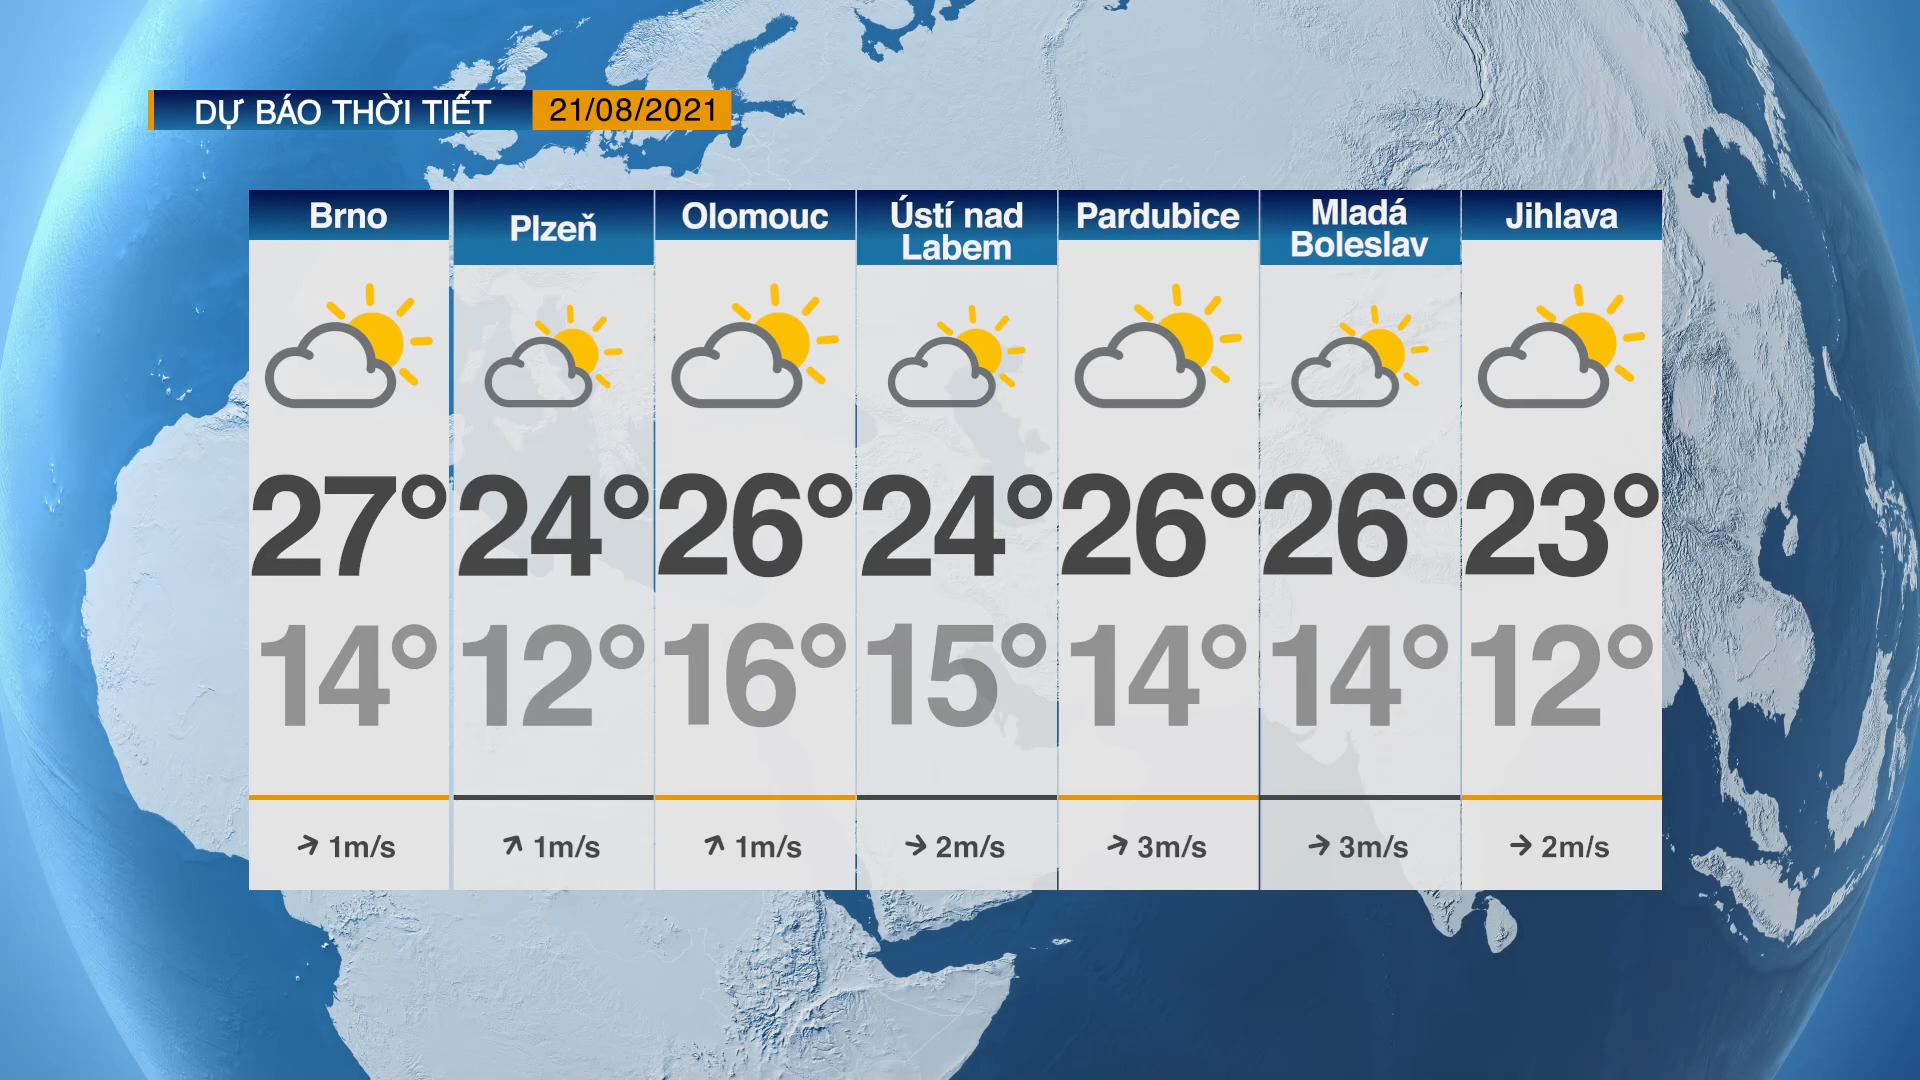 DỰ BÁO THỜI TIẾT 21/08/2021
Brno
27°
14°
1m/s
Plzeň
24°
12°
1m/s
Olomouc
26°
16°
1m/s
Ústí nad
Labem
24°
15°
2m/s
Pardubice
26°
14°
3m/s
Mladá
Boleslav
26°
14°
3m/s
Jihlava
23°
12°
2m/s